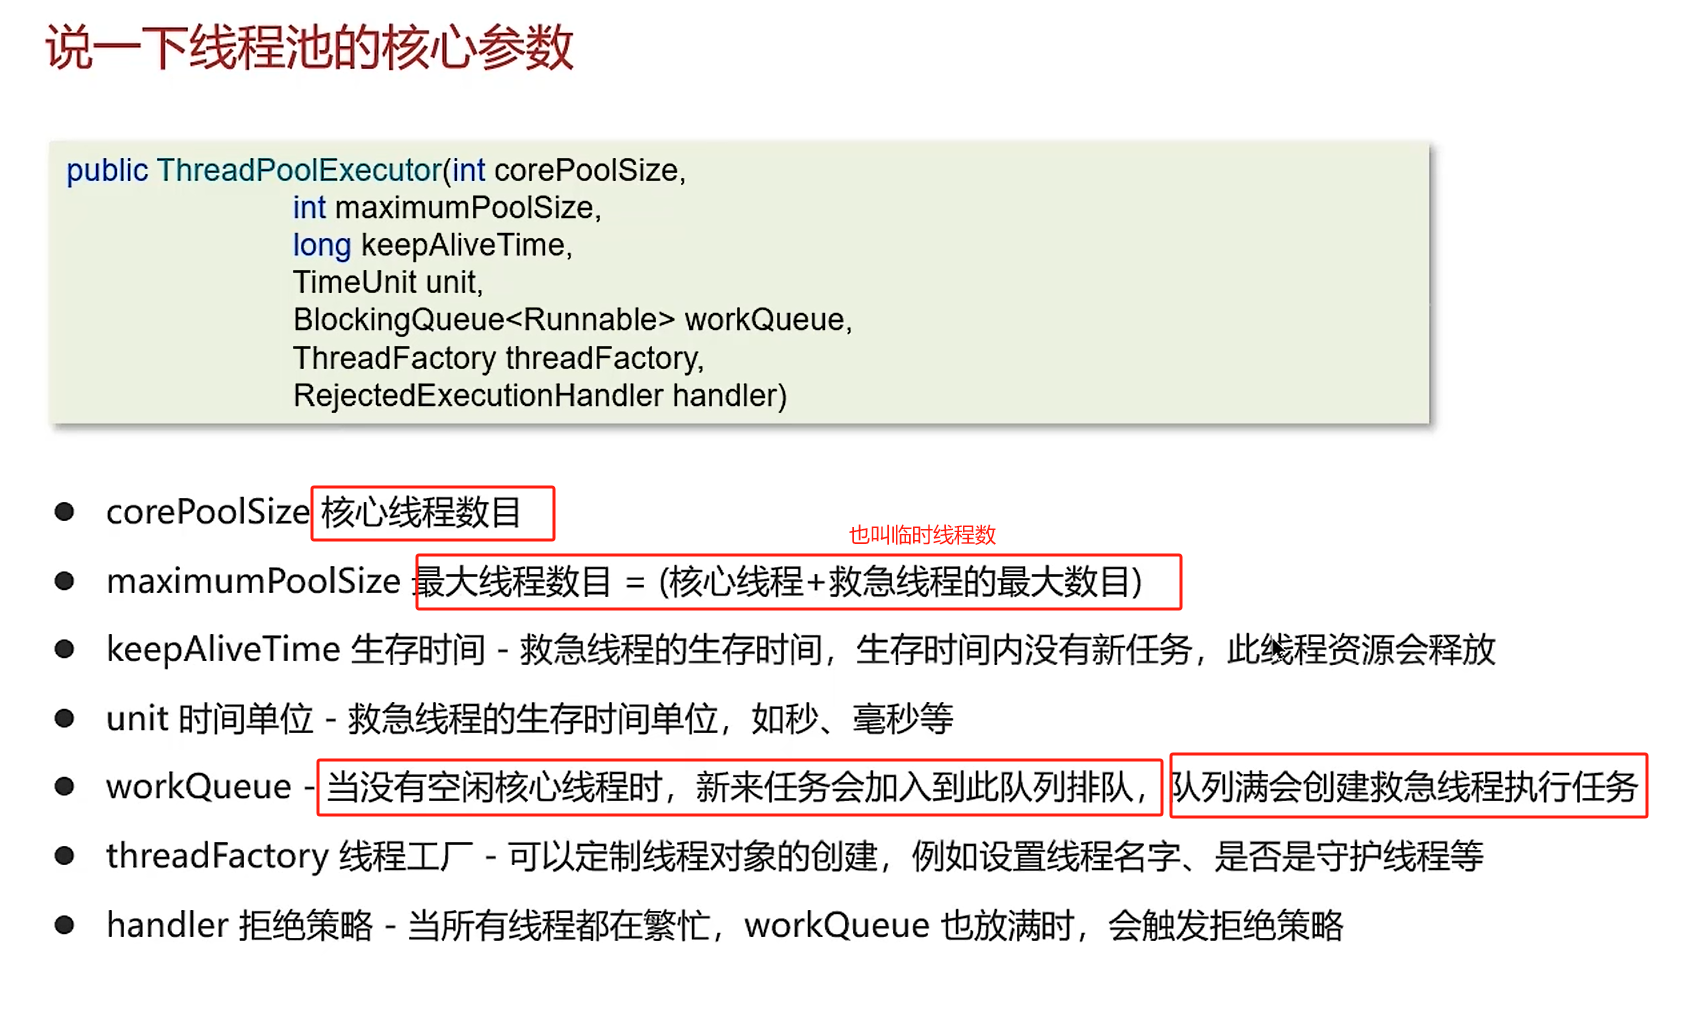 说一下线程池的核心参数
public ThreadPoolExecutor(int corePoolSize,
int maximumPoolSize,
long keepAliveTime,
TimeUnit unit,
BlockingQueue<Runnable> workQueue,
ThreadFactory threadFactory,
RejectedExecutionHandler handler)
● corePoolSize 核心线程数目
也叫临时线程数
● maximumPoolSize 最大线程数目 = (核心线程+救急线程的最大数目)
● keepAliveTime 生存时间 - 救急线程的生存时间，生存时间内没有新任务，此线程资源会释放
● unit 时间单位 - 救急线程的生存时间单位，如秒、毫秒等
● workQueue - 当没有空闲核心线程时，新来任务会加入到此队列排队，队列满会创建救急线程执行任务
● threadFactory 线程工厂 - 可以定制线程对象的创建，例如设置线程名字、是否是守护线程等
● handler 拒绝策略 - 当所有线程都在繁忙，workQueue 也放满时，会触发拒绝策略